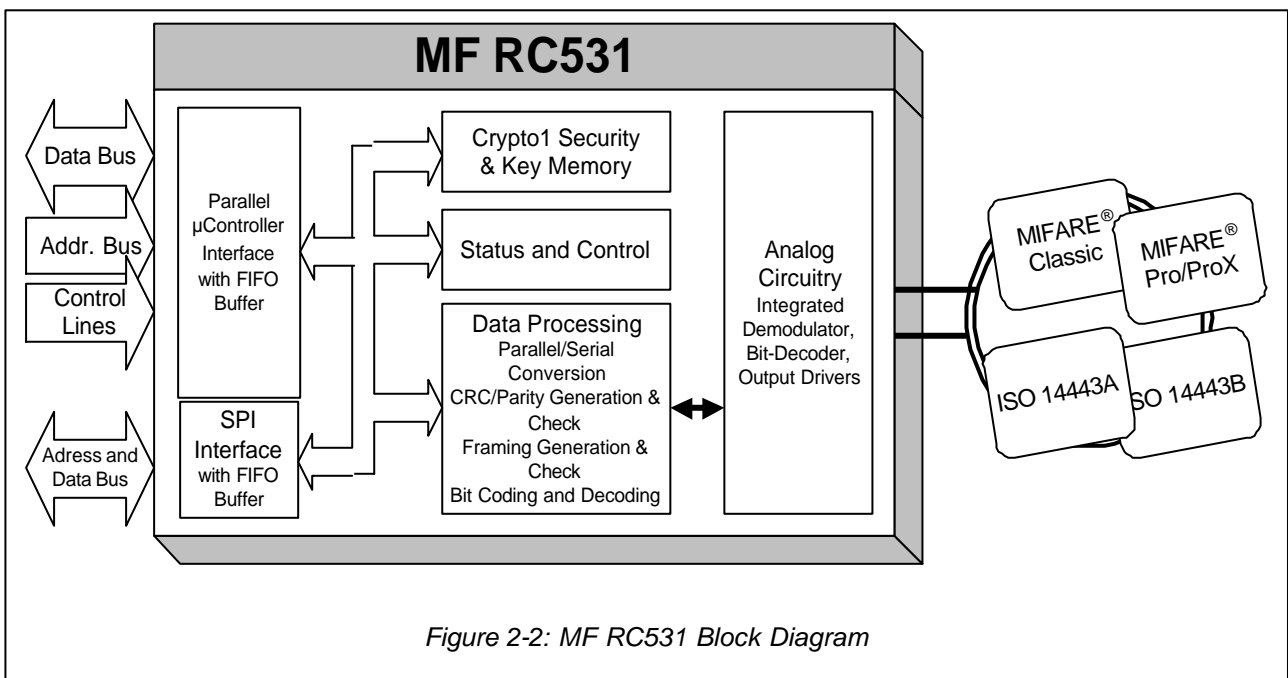 MF RC531
Data Bus
Addr. Bus
Control
Lines
Adress and
Data Bus
Parallel
µController
Interface
with FIFO
Buffer
SPI
Interface
with FIFO
Buffer
Crypto1 Security
& Key Memory
Status and Control
Data Processing
Parallel/Serial
Conversion
CRC/Parity Generation &
Check
Framing Generation &
Check
Bit Coding and Decoding
Analog
Circuitry
Integrated
Demodulator,
Bit-Decoder,
Output Drivers
MIFARE®
Classic
MIFARE®
Pro/ProX
ISO 14443A
SO 14443B
Figure 2-2: MF RC531 Block Diagram